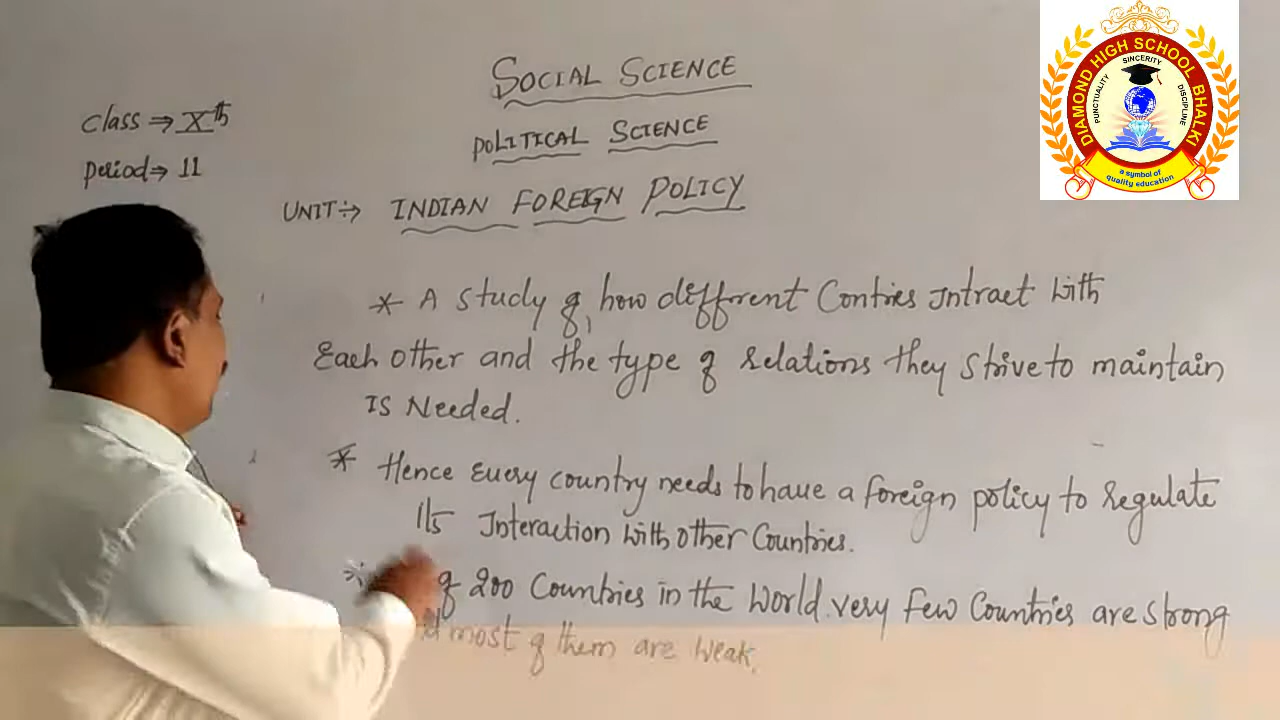 SOCIAL SCIENCE
class ⇒ Xth
POLITICAL SCIENCE
Period ⇒ 11
UNIT ÷> INDIAN FOREIGN POLICY
* A Study of, how different Contries Intract with
Each other and the type of relations they strive to maintain
IS Needed.
* Hence Every country needs to have a foreign policy to regulate
Its Interaction with other Countries.
of 200 Countries in the World. very few Countries are strong
most of them are weak.
DIAMOND HIGH SCHOOL BHALKI
SINCERITY
PUNCTUALITY
DISCIPLINE
a symbol of
quality education